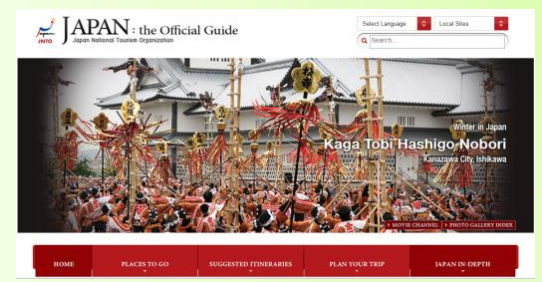 JAPAN : the Official Guide
JNTO
Japan National Tourism Organization
Select Language
Local Sites
Search...
Winter in Japan
Kaga Tobi Hashigo Nobori
Kanazawa City, Ishikawa
MOVIE CHANNEL
PHOTO GALLERY INDEX
HOME
PLACES TO GO
SUGGESTED ITINERARIES
PLAN YOUR TRIP
JAPAN IN-DEPTH